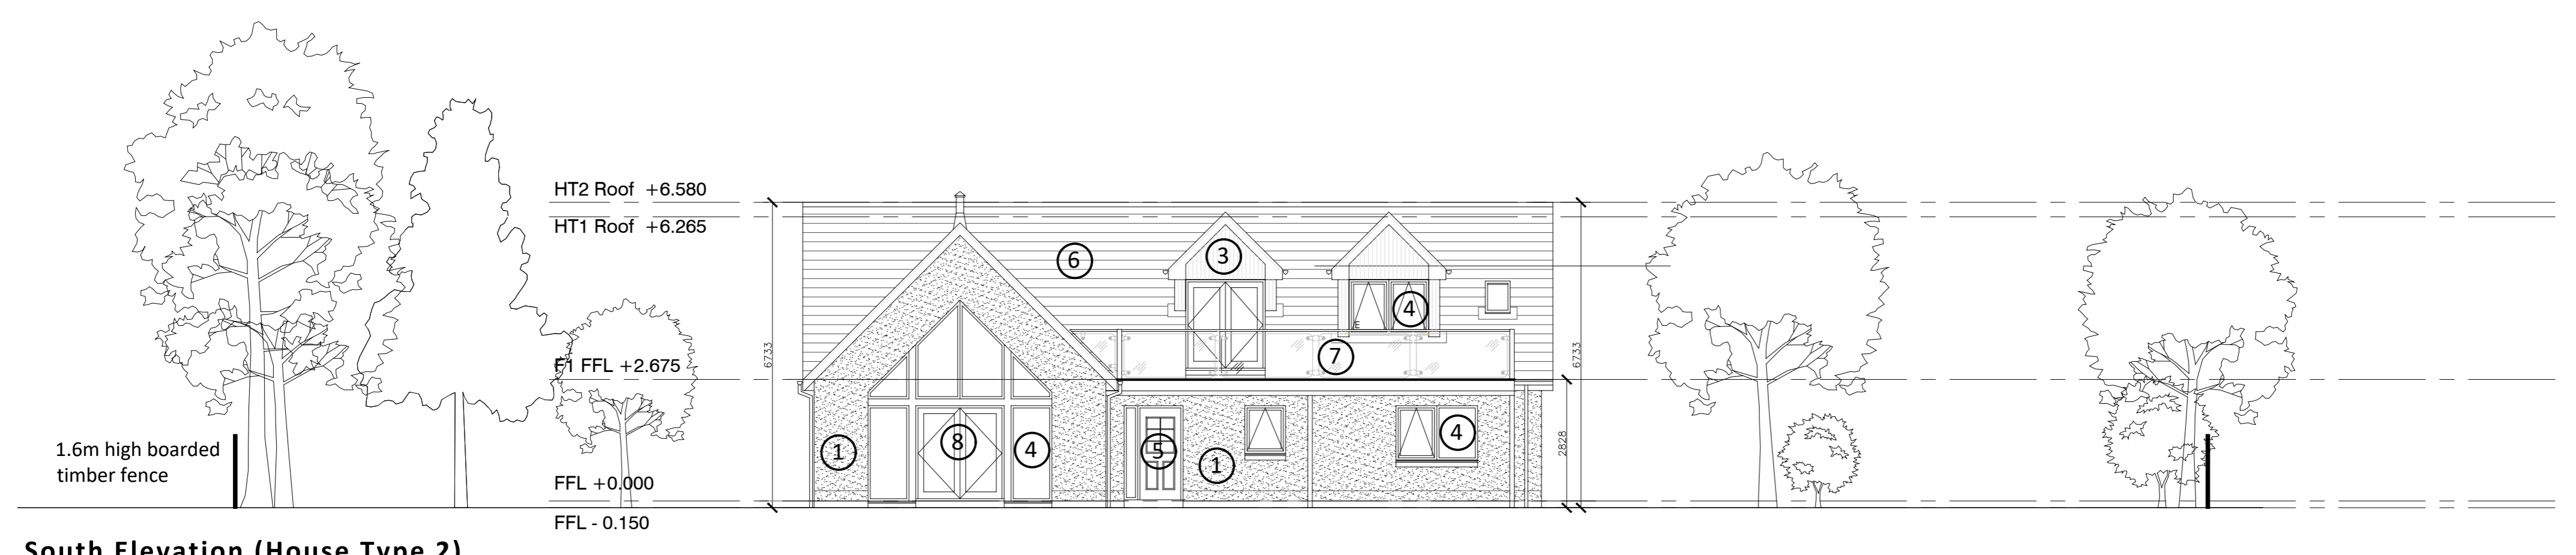 HT2 Roof +6.580
HT1 Roof +6.265
F1 FFL +2.675
FFL +0.000
FFL - 0.150
1.6m high boarded
timber fence
6733
6733
2828
6
3
4
7
1
8
4
5
1
4
E
South Elevation (House Type 2)